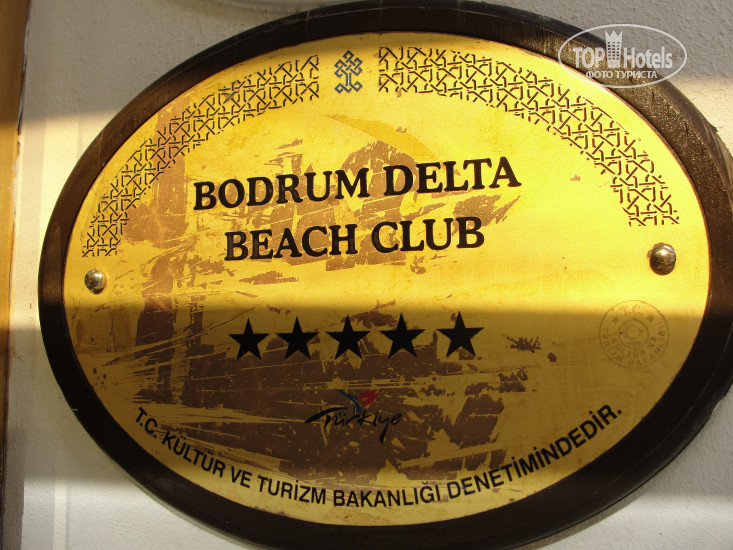 TOP Hotels
ФОТО ТУРИСТА
BODRUM DELTA
BEACH CLUB
★★★★★
Türkiye
T.C. KÜLTÜR VE TURİZM BAKANLIĞI DENETİMİNDEDİR.